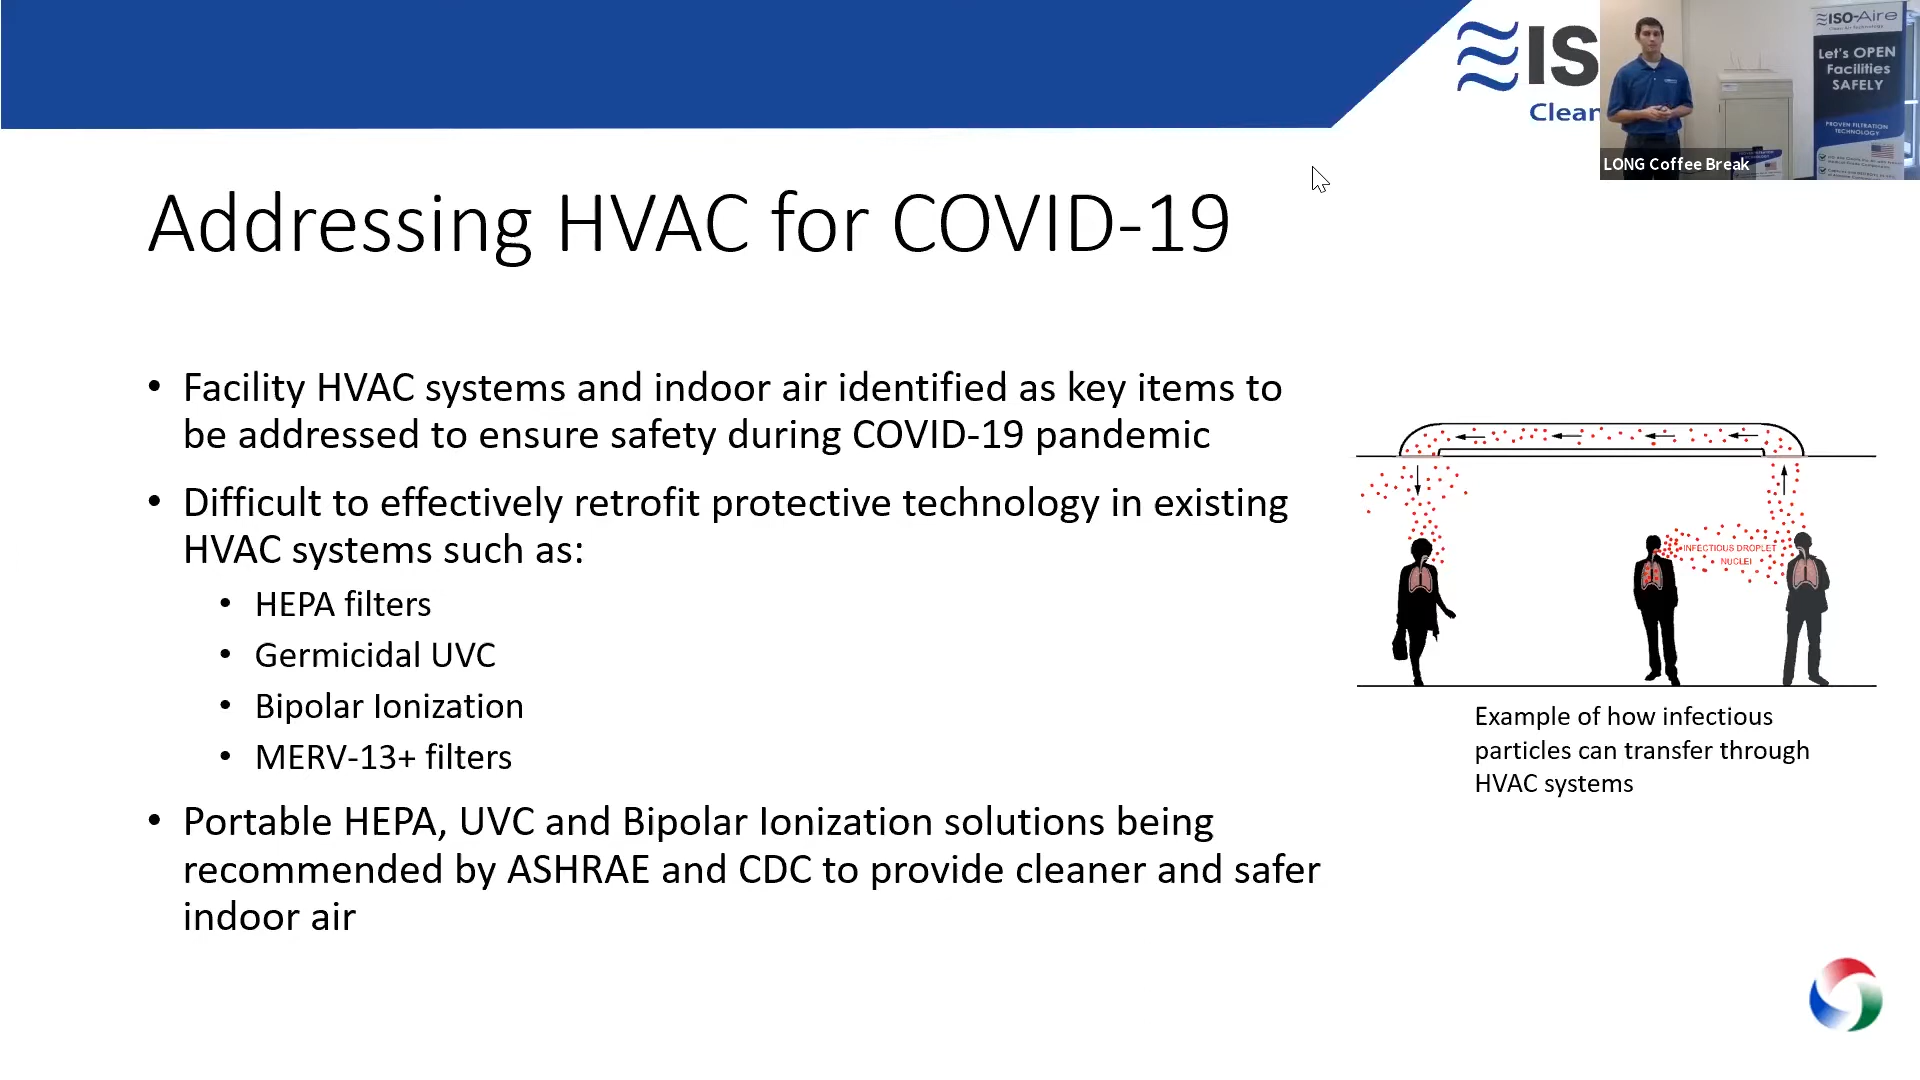 IS
Clean
ISO-Aire
Let's OPEN
Facilities
SAFELY
PROVEN FILTRATION
TECHNOLOGY
LONG Coffee Break
Addressing HVAC for COVID-19
• Facility HVAC systems and indoor air identified as key items to
be addressed to ensure safety during COVID-19 pandemic
• Difficult to effectively retrofit protective technology in existing
HVAC systems such as:
• HEPA filters
• Germicidal UVC
• Bipolar Ionization
• MERV-13+ filters
• Portable HEPA, UVC and Bipolar Ionization solutions being
recommended by ASHRAE and CDC to provide cleaner and safer
indoor air
INFECTIOUS DROPLET
NUCLEI
Example of how infectious
particles can transfer through
HVAC systems